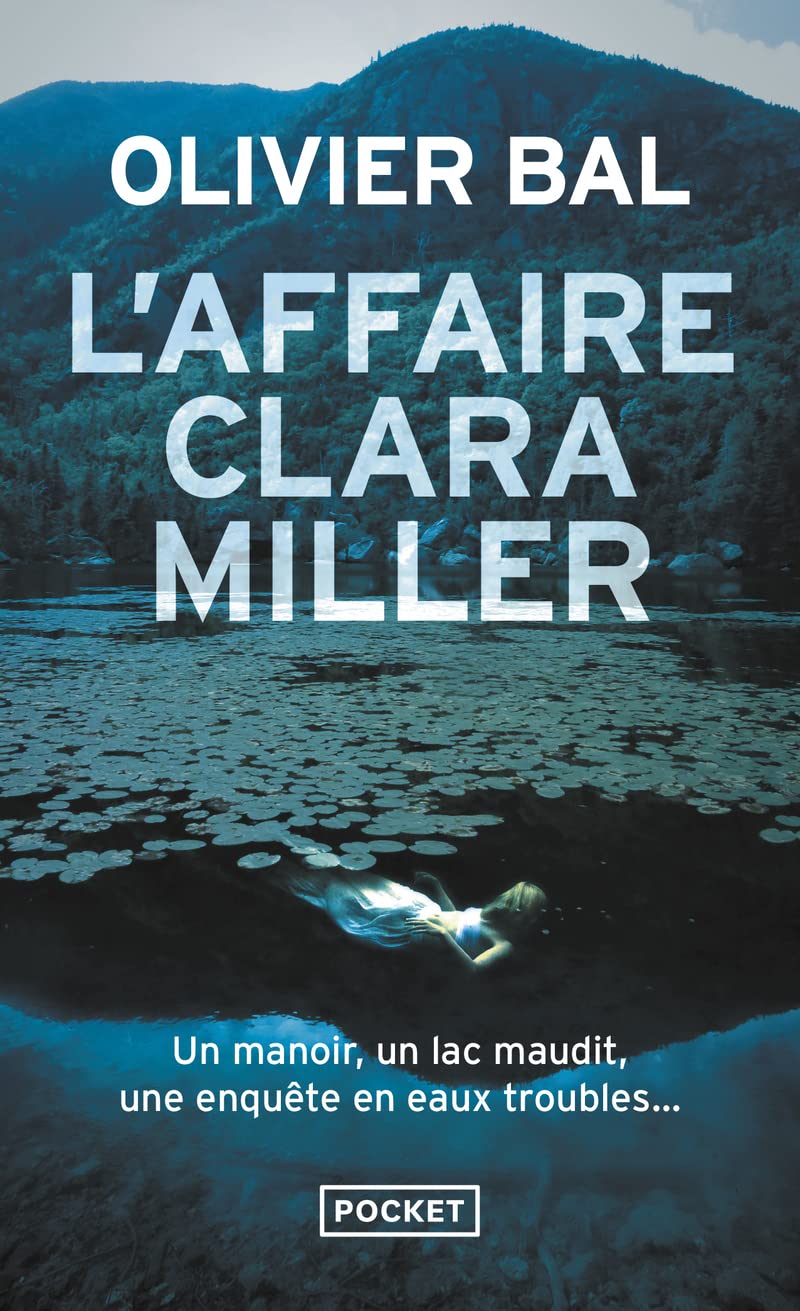 OLIVIER BAL
L'AFFAIRE
CLARA
MILLER
Un manoir, un lac maudit,
une enquête en eaux troubles...
POCKET